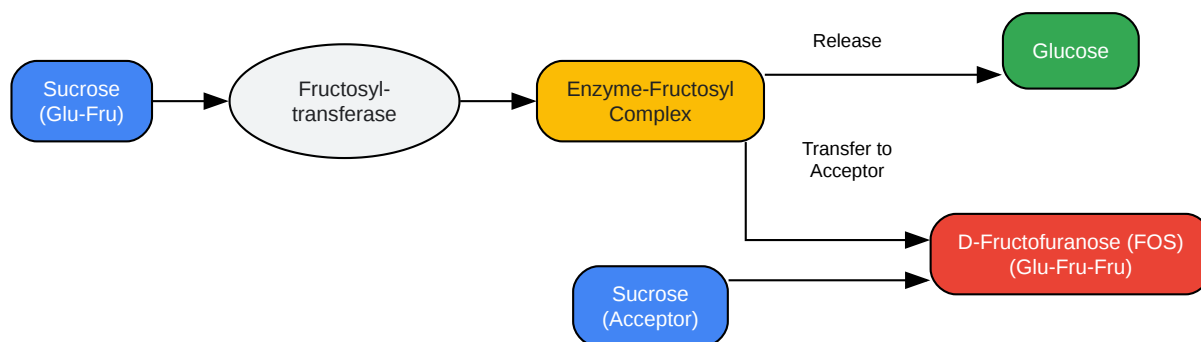 Sucrose
(Glu-Fru)
Fructosyl-
transferase
Enzyme-Fructosyl
Complex
Release
Glucose
Transfer to
Acceptor
D-Fructofuranose (FOS)
(Glu-Fru-Fru)
Sucrose
(Acceptor)